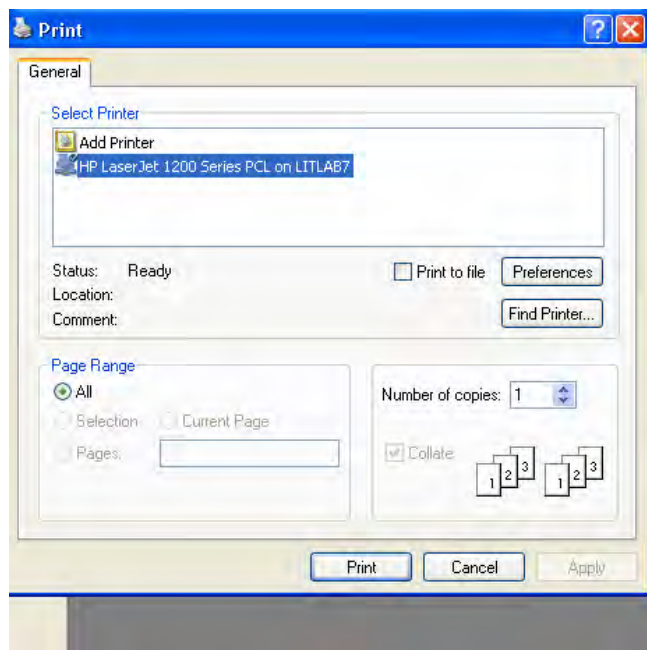 Print
General
Select Printer
Add Printer
HP LaserJet 1200 Series PCL on LITLAB7
Status: Ready
Location:
Comment:
Print to file
Preferences
Find Printer...
Page Range
All
Selection Current Page
Pages:
Number of copies: 1
Collate
1 2 3 1 2 3
Print Cancel Apply